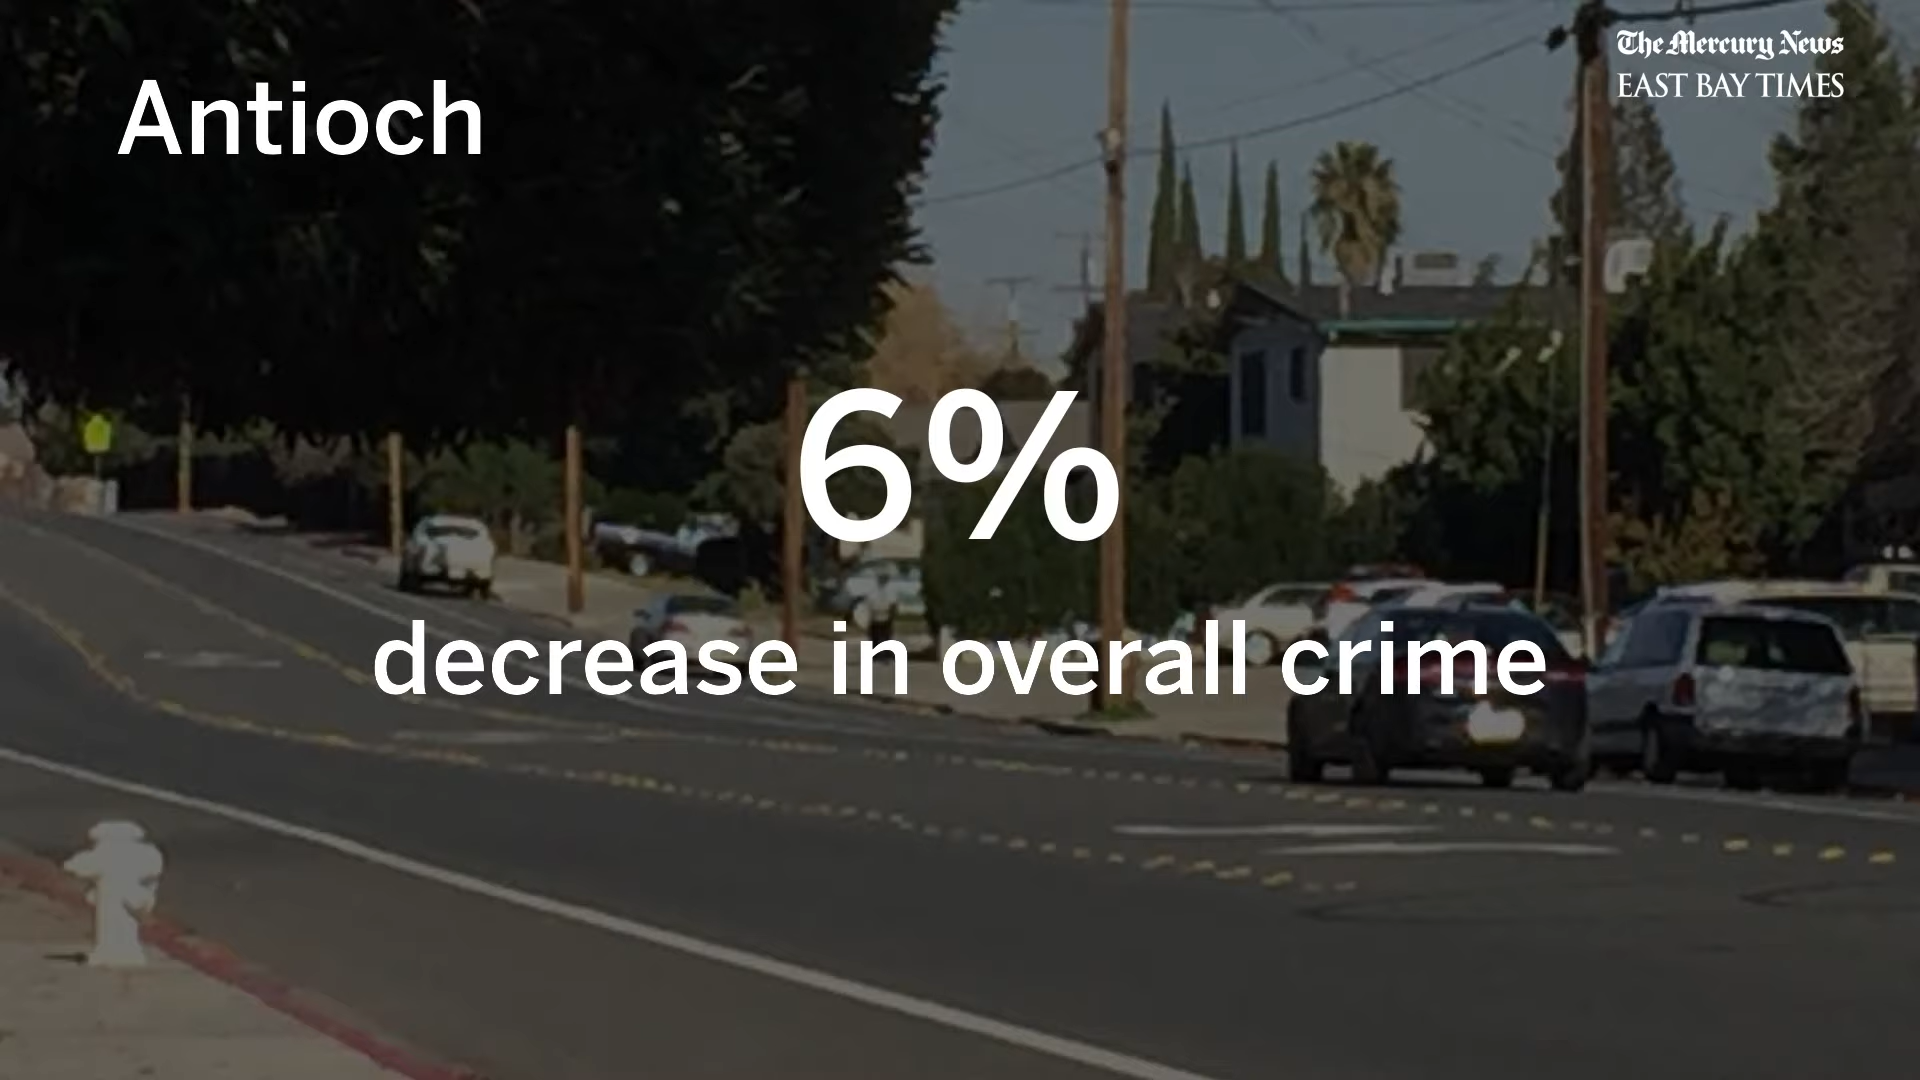 The Mercury News
EAST BAY TIMES
Antioch
6%
decrease in overall crime